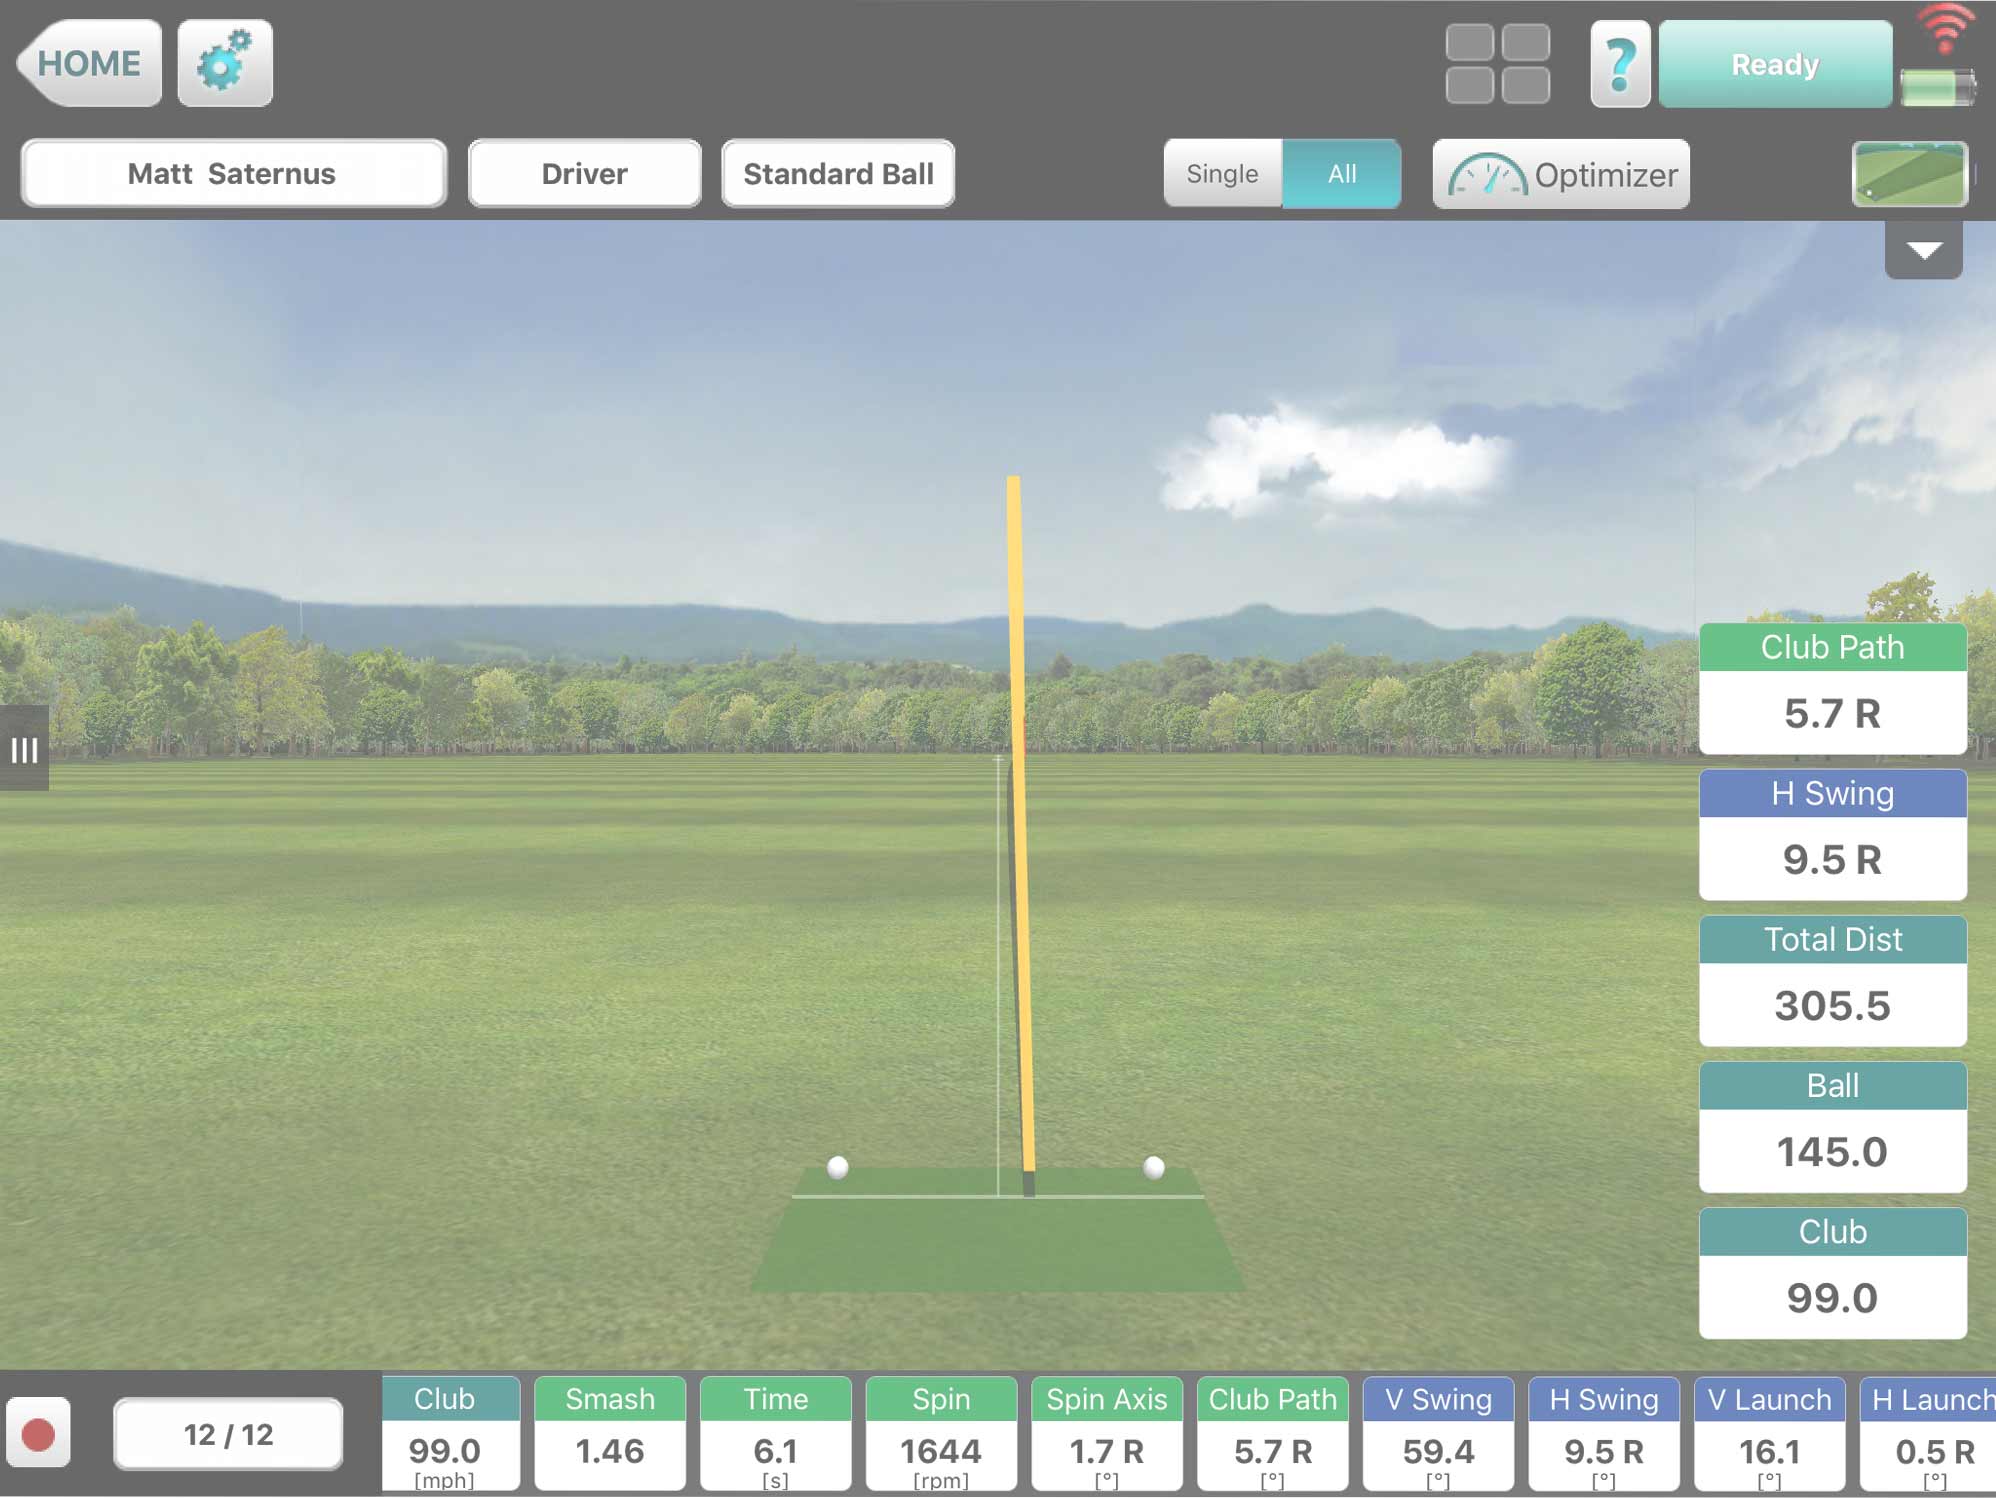 HOME
?
Ready
Matt Saternus
Driver
Standard Ball
Single
All
Optimizer
Club Path
5.7 R
H Swing
9.5 R
Total Dist
305.5
Ball
145.0
Club
99.0
12 / 12
Club
99.0
[mph]
Smash
1.46
Time
6.1
[s]
Spin
1644
[rpm]
Spin Axis
1.7 R
[°]
Club Path
5.7 R
[°]
V Swing
59.4
[°]
H Swing
9.5 R
[°]
V Launch
16.1
[°]
H Launch
0.5 R
[°]